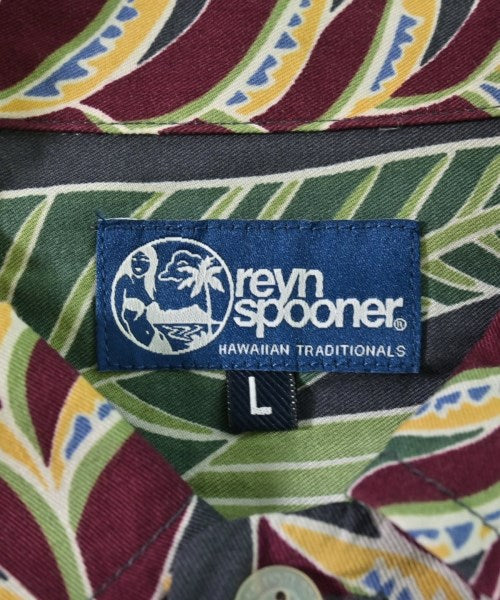 reyn
spooner®
HAWAIIAN TRADITIONALS
L